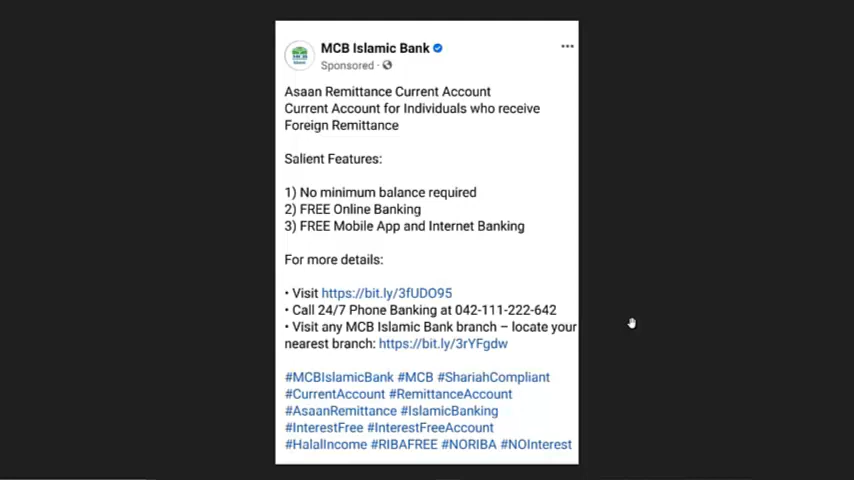 MCB Islamic Bank
Sponsored ·
Asaan Remittance Current Account
Current Account for Individuals who receive
Foreign Remittance
Salient Features:
1) No minimum balance required
2) FREE Online Banking
3) FREE Mobile App and Internet Banking
For more details:
• Visit https://bit.ly/3fUDO95
• Call 24/7 Phone Banking at 042-111-222-642
• Visit any MCB Islamic Bank branch – locate your
nearest branch: https://bit.ly/3rYFgdw
#MCBIslamicBank #MCB #ShariahCompliant
#CurrentAccount #RemittanceAccount
#AsaanRemittance #IslamicBanking
#InterestFree #InterestFreeAccount
#HalalIncome #RIBAFREE #NORIBA #NOInterest